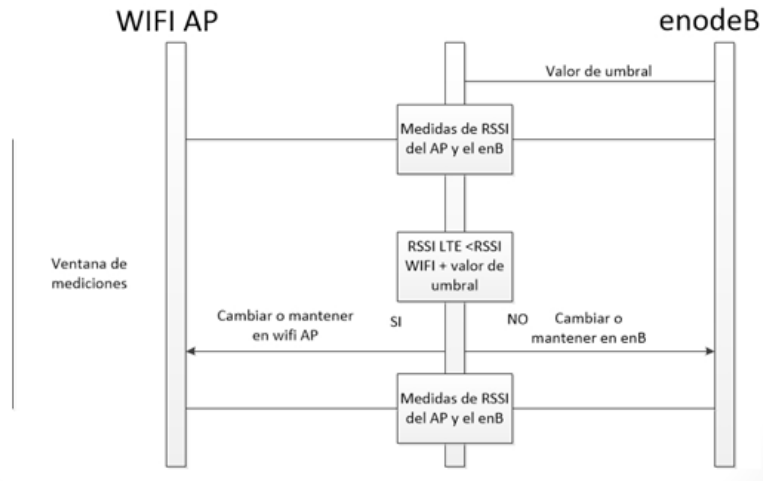 WIFI AP
enodeB
Valor de umbral
Medidas de RSSI
del AP y el enB
RSSI LTE <RSSI
WIFI + valor de
umbral
Ventana de
mediciones
Cambiar o mantener
en wifi AP
SI
NO
Cambiar o
mantener en enB
Medidas de RSSI
del AP y el enB